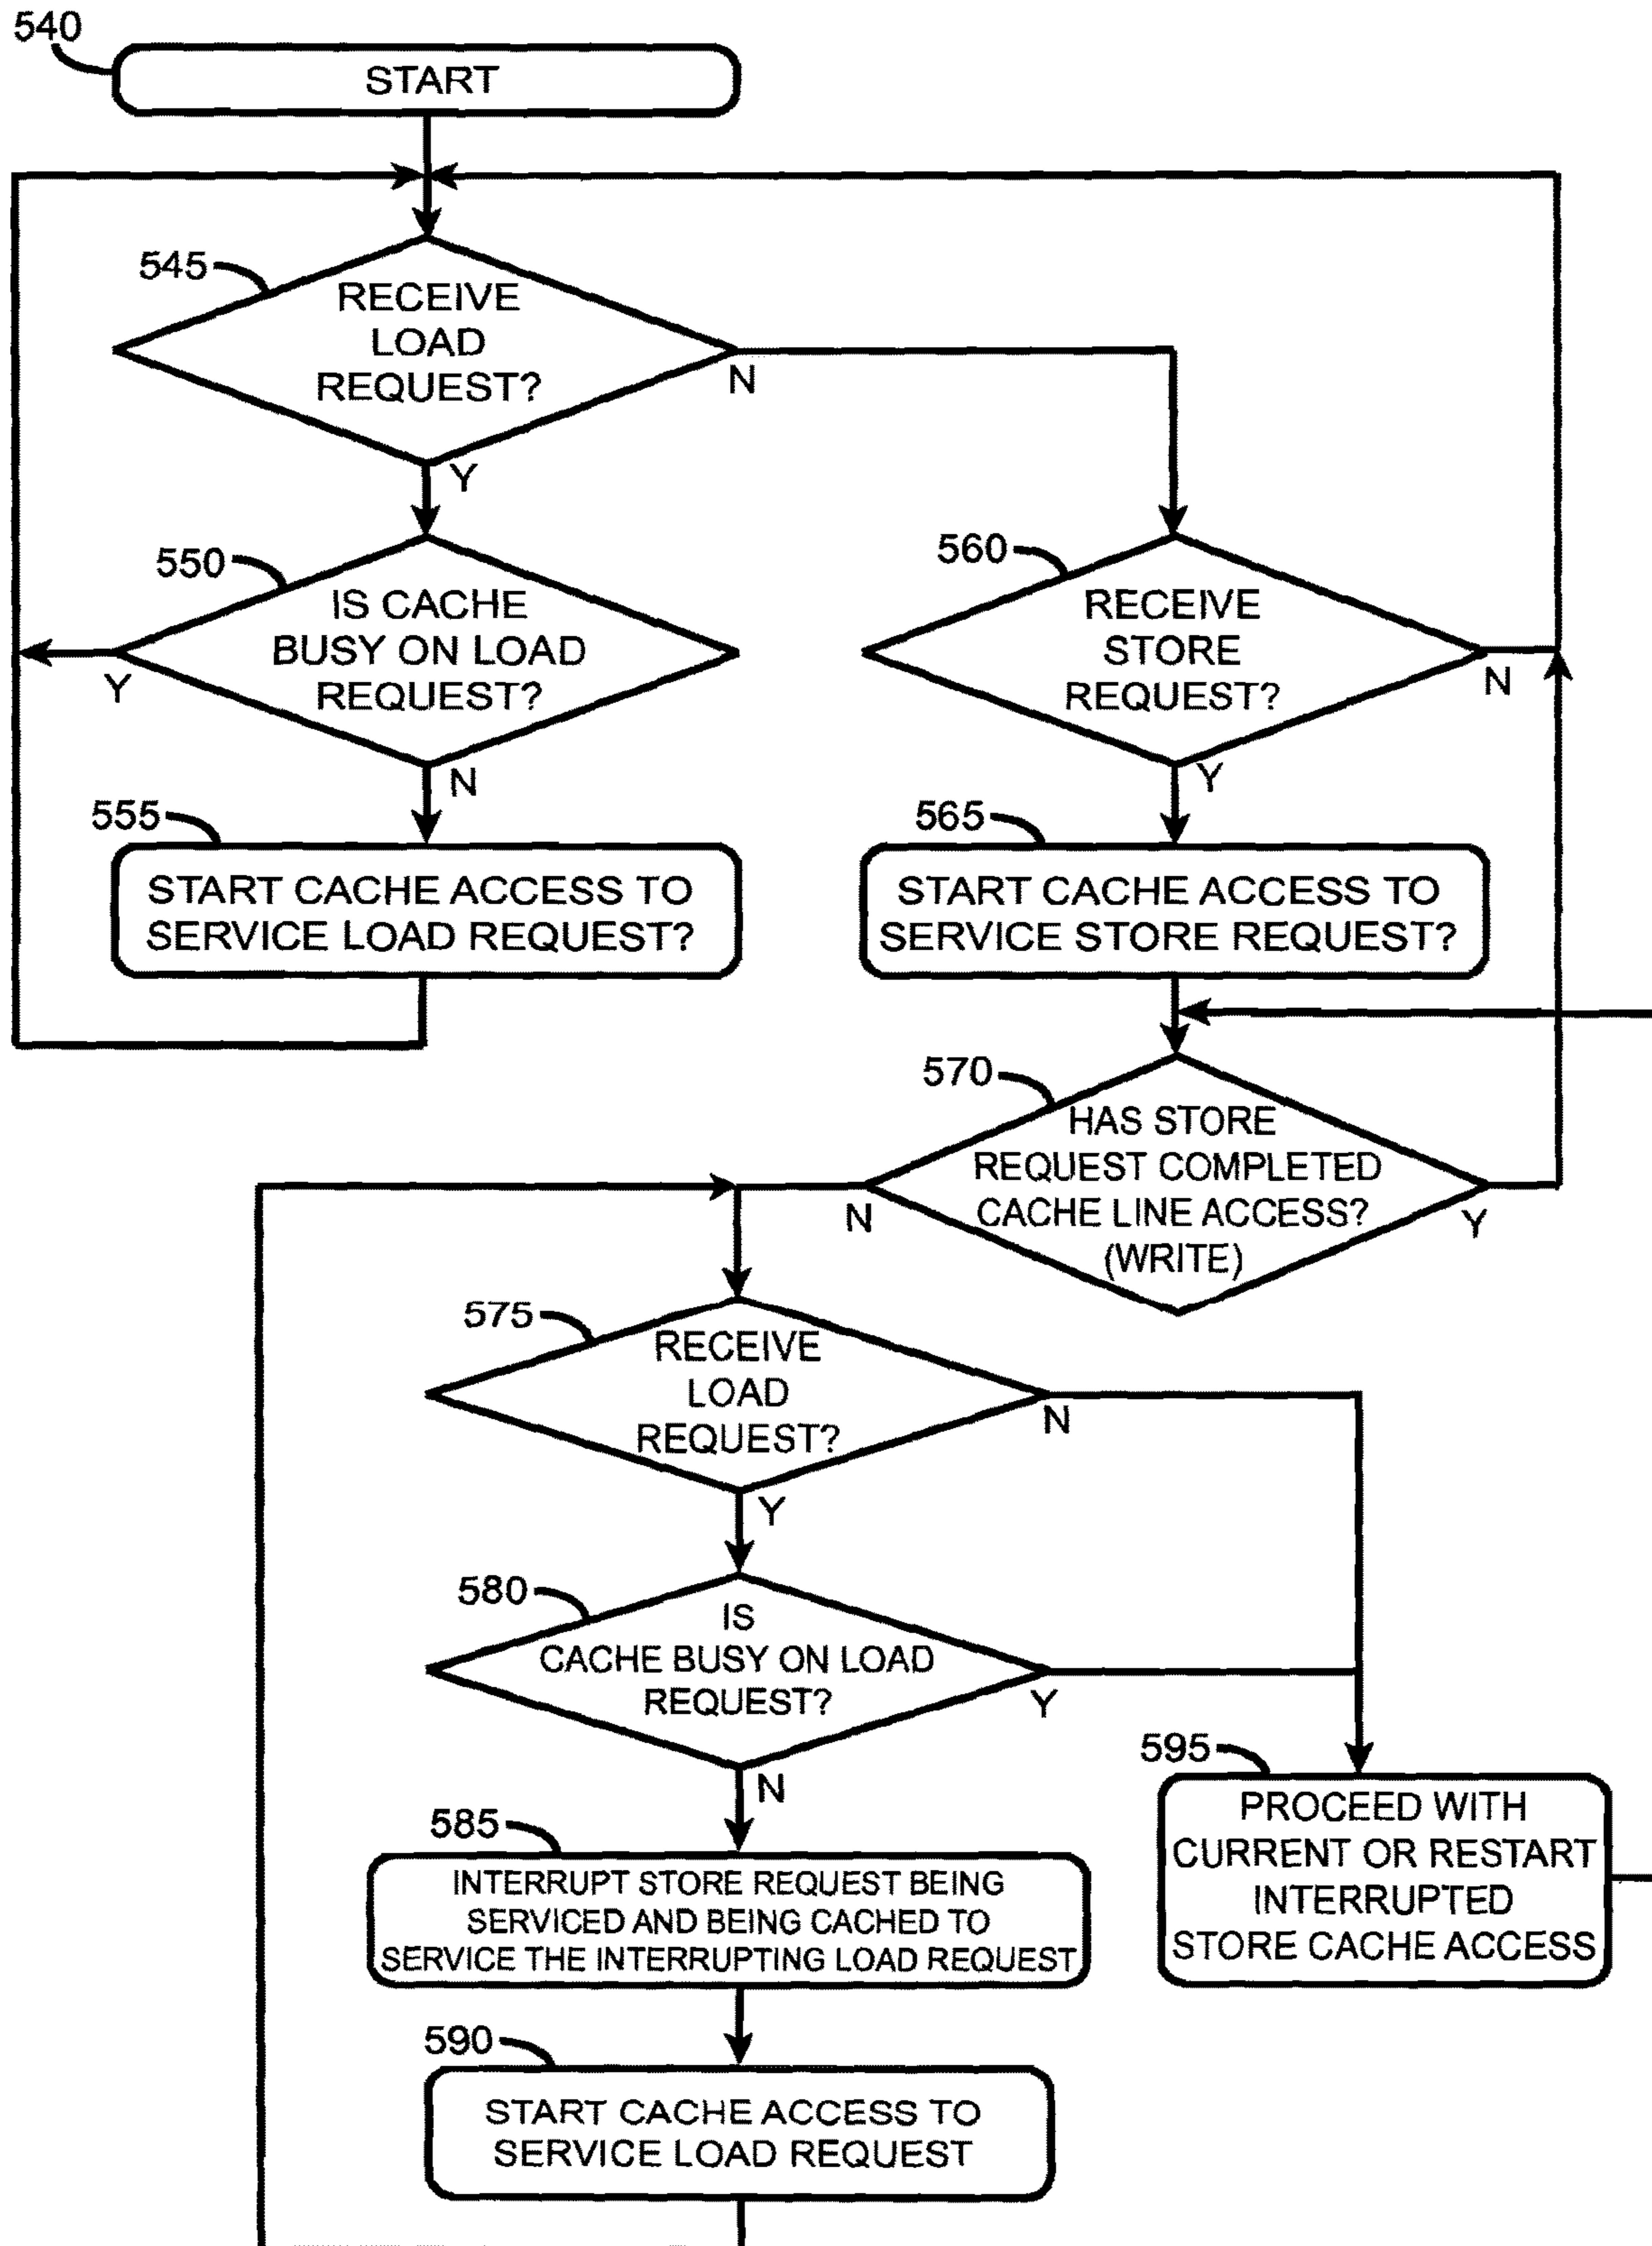 540
START
545
RECEIVE
LOAD
REQUEST?
N
Y
550
IS CACHE
BUSY ON LOAD
REQUEST?
Y
N
560
RECEIVE
STORE
REQUEST?
N
Y
555
START CACHE ACCESS TO
SERVICE LOAD REQUEST?
565
START CACHE ACCESS TO
SERVICE STORE REQUEST?
570
HAS STORE
REQUEST COMPLETED
CACHE LINE ACCESS?
(WRITE)
N
Y
575
RECEIVE
LOAD
REQUEST?
N
Y
580
IS
CACHE BUSY ON LOAD
REQUEST?
Y
N
585
INTERRUPT STORE REQUEST BEING
SERVICED AND BEING CACHED TO
SERVICE THE INTERRUPTING LOAD REQUEST
595
PROCEED WITH
CURRENT OR RESTART
INTERRUPTED
STORE CACHE ACCESS
590
START CACHE ACCESS TO
SERVICE LOAD REQUEST